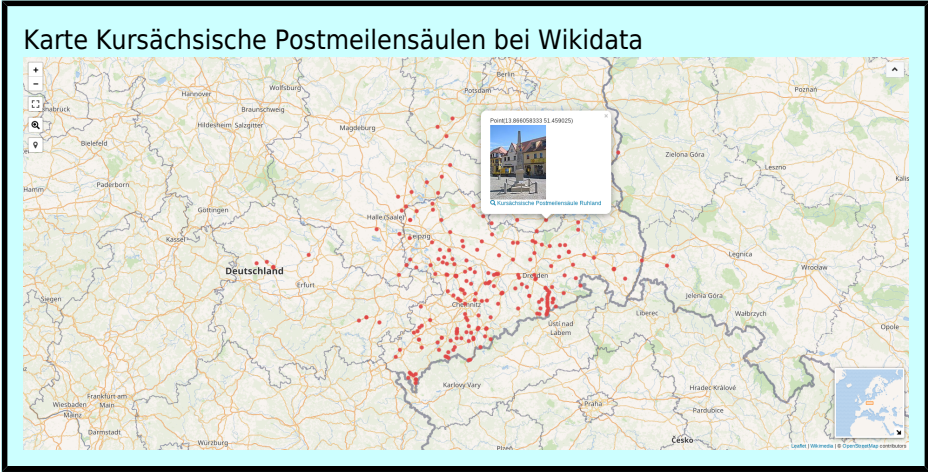 Karte Kursächsische Postmeilensäulen bei Wikidata
+
−
Berlin
Wolfsburg
Potsdam
Poznań
Hannover
Braunschweig
Hildesheim Salzgitter
Magdeburg
Bielefeld
Point(13.866058333 51.459025)
×
Zielona Góra
Leszno
Hamm
Paderborn
Kalis
Göttingen
Kursächsische Postmeilensäule Ruhland
Halle (Saale)
Leipzig
Kassel
Legnica
Deutschland
Dresden
Wrocław
Erfurt
Siegen
Jelenia Góra
Chemnitz
Liberec
Wałbrzych
Ústí nad
Labem
Opole
Karlovy Vary
Hradec Králové
Frankfurt am
Main
Wiesbaden
Mainz
Praha
Pardubice
Darmstadt
Würzburg
Plzeň
Česko
Leaflet | Wikimedia | © OpenStreetMap contributors